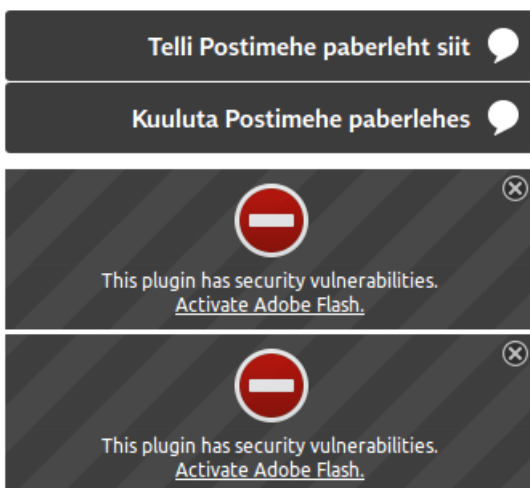 Telli Postimehe paberleht siit
Kuuluta Postimehe paberlehes
This plugin has security vulnerabilities.
Activate Adobe Flash.
This plugin has security vulnerabilities.
Activate Adobe Flash.